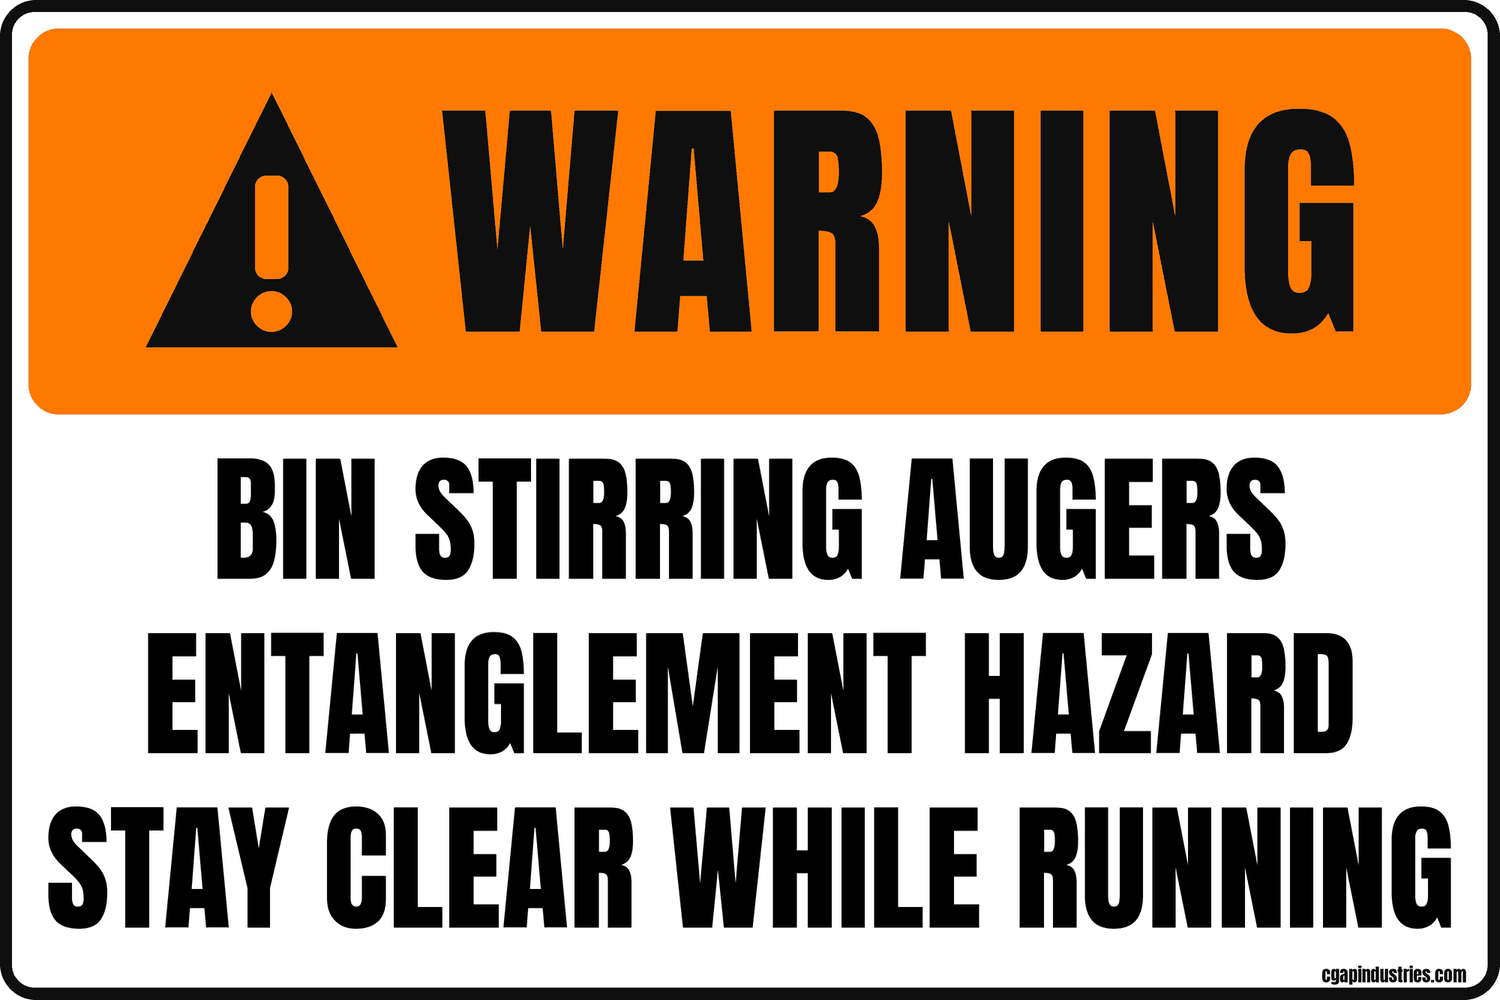 WARNING
BIN STIRRING AUGERS
ENTANGLEMENT HAZARD
STAY CLEAR WHILE RUNNING
cgapindustries.com